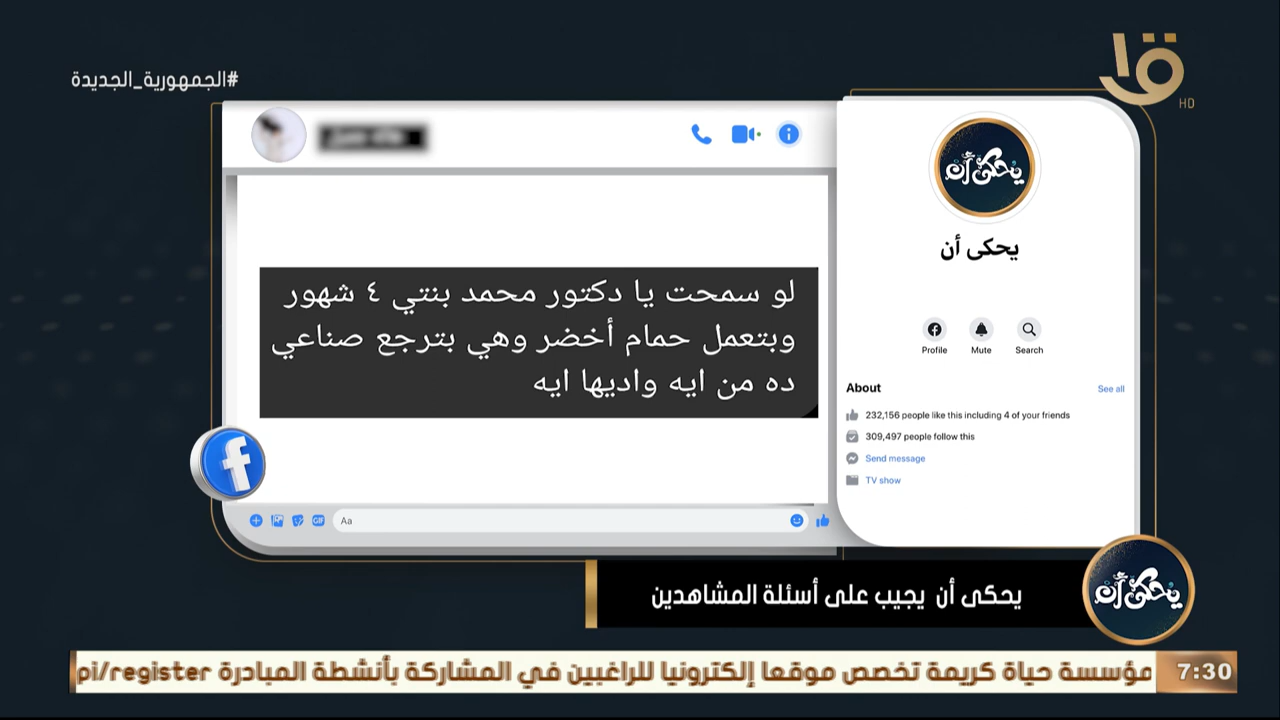 #الجمهورية_الجديدة
HD
يحكى أن
يحكى أن
Profile
Mute
Search
About
See all
232,156 people like this including 4 of your friends
309,497 people follow this
Send message
TV show
لو سمحت يا دكتور محمد بنتي ٤ شهور
وبتعمل حمام أخضر وهي بترجع صناعي
ده من ايه واديها ايه
GIF
Aa
يحكى أن يجيب على أسئلة المشاهدين
يحكى أن
7:30
مؤسسة حياة كريمة تخصص موقعا إلكترونيا للراغبين في المشاركة بأنشطة المبادرة pi/register